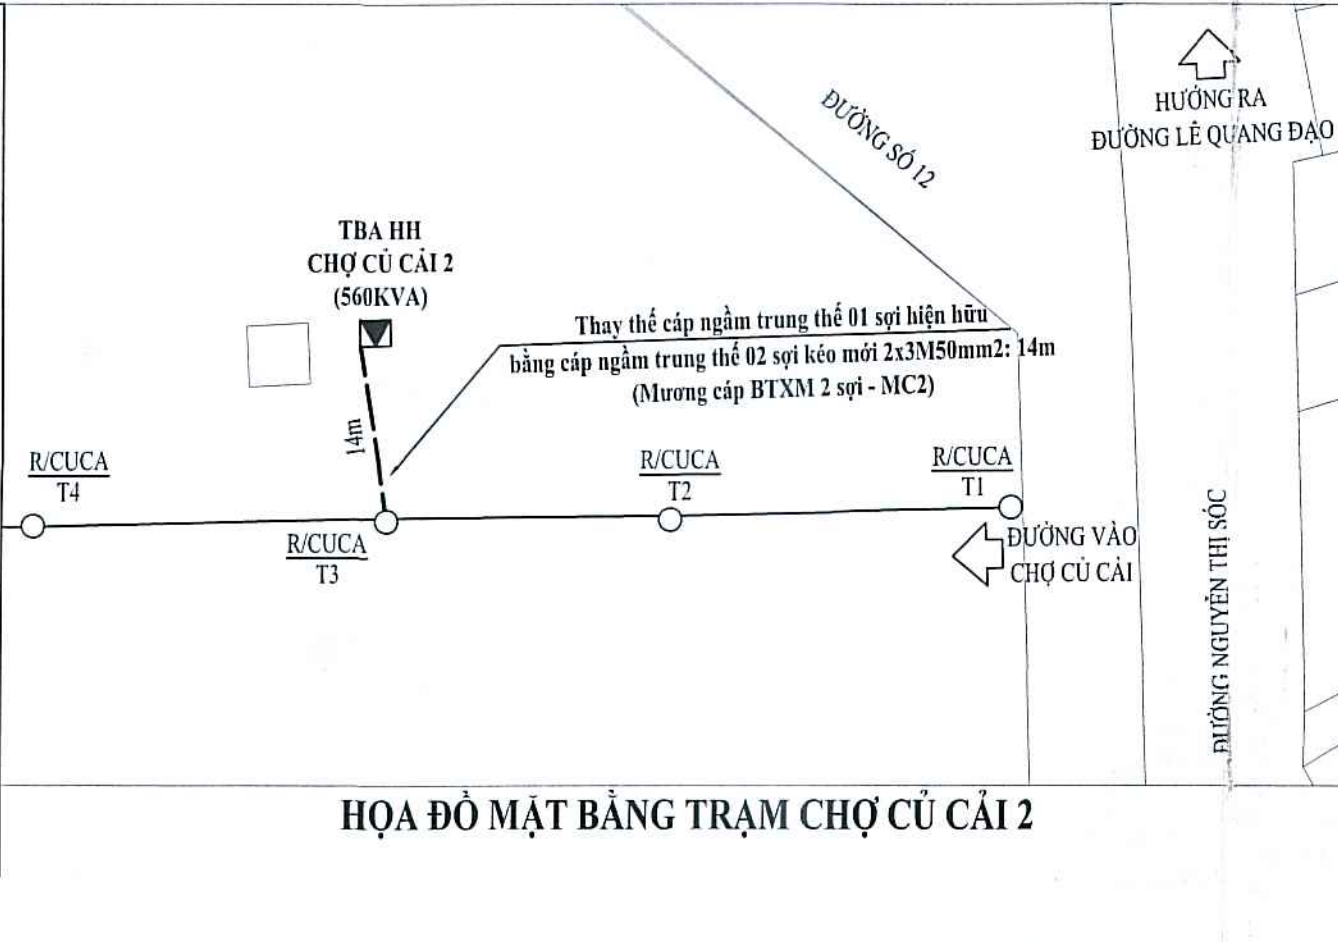 HƯỚNG RA
ĐƯỜNG LÊ QUANG ĐẠO
ĐƯỜNG SỐ 12
TBA HH
CHỢ CỦ CẢI 2
(560KVA)
Thay thế cáp ngầm trung thế 01 sợi hiện hữu
bằng cáp ngầm trung thế 02 sợi kéo mới 2x3M50mm2: 14m
(Mương cáp BTXM 2 sợi - MC2)
14m
R/CUCA
T4
R/CUCA
T3
R/CUCA
T2
R/CUCA
T1
ĐƯỜNG VÀO
CHỢ CỦ CẢI
ĐƯỜNG NGUYỄN THỊ SÓC
HỌA ĐỒ MẶT BẰNG TRẠM CHỢ CỦ CẢI 2